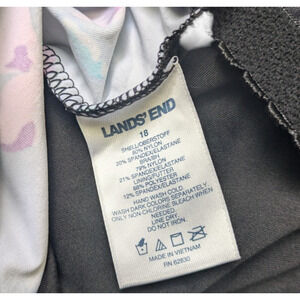 LANDS' END
18
SHELL/OBERSTOFF
80% NYLON
20% SPANDEX/ELASTANE
BRA/BH
79% NYLON
21% SPANDEX/ELASTANE
LINING/FUTTER
88% POLYESTER
12% SPANDEX/ELASTANE
HAND WASH COLD.
WASH DARK COLORS SEPARATELY.
ONLY NON CHLORINE BLEACH WHEN
NEEDED.
LINE DRY.
DO NOT IRON.
MADE IN VIETNAM
RN 62830